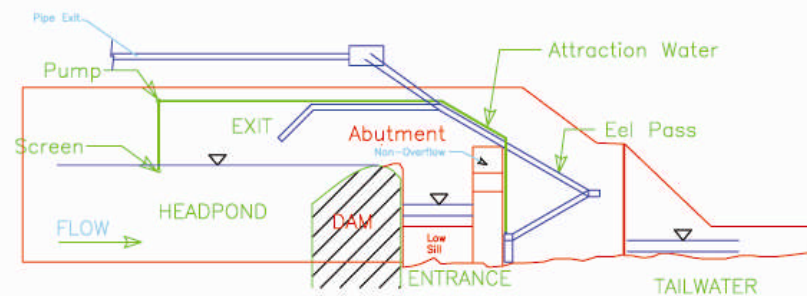 Pipe Exit
Attraction Water
Pump
EXIT
Abutment
Non-Overflow
Eel Pass
Screen
HEADPOND
DAM
FLOW
Low
Sill
ENTRANCE
TAILWATER